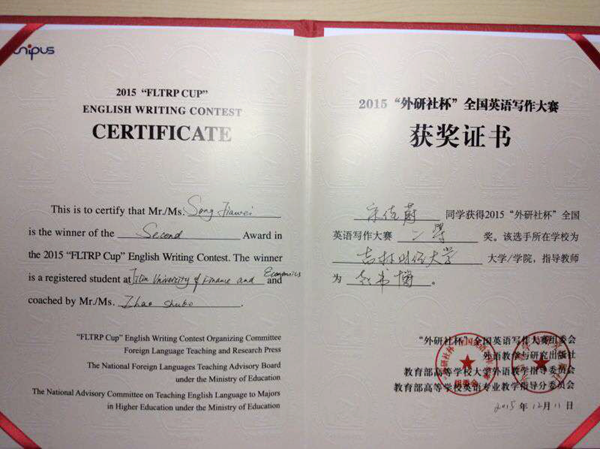 unipus
2015 “FLTRP CUP”
ENGLISH WRITING CONTEST
CERTIFICATE
This is to certify that Mr./Ms. Song Jiawei
is the winner of the Second Award in
the 2015 “FLTRP Cup” English Writing Contest. The winner
is a registered student at Jilin University of Finance and Economics and
coached by Mr./Ms. Zhao Shubo.
“FLTRP Cup” English Writing Contest Organizing Committee
Foreign Language Teaching and Research Press
The National Foreign Languages Teaching Advisory Board
under the Ministry of Education
The National Advisory Committee on Teaching English Language to Majors
in Higher Education under the Ministry of Education
2015 “外研社杯” 全国英语写作大赛
获奖证书
宋佳蔚 同学获得2015 “外研社杯” 全国
英语写作大赛 二等 奖。该选手所在学校为
吉林财经大学 大学/学院，指导教师
为 赵书博 。
“外研社杯” 全国英语写作大赛组委会
外语教学与研究出版社
教育部高等学校大学外语教学指导委员会
教育部高等学校英语专业教学指导分委员会
2015年12月11日